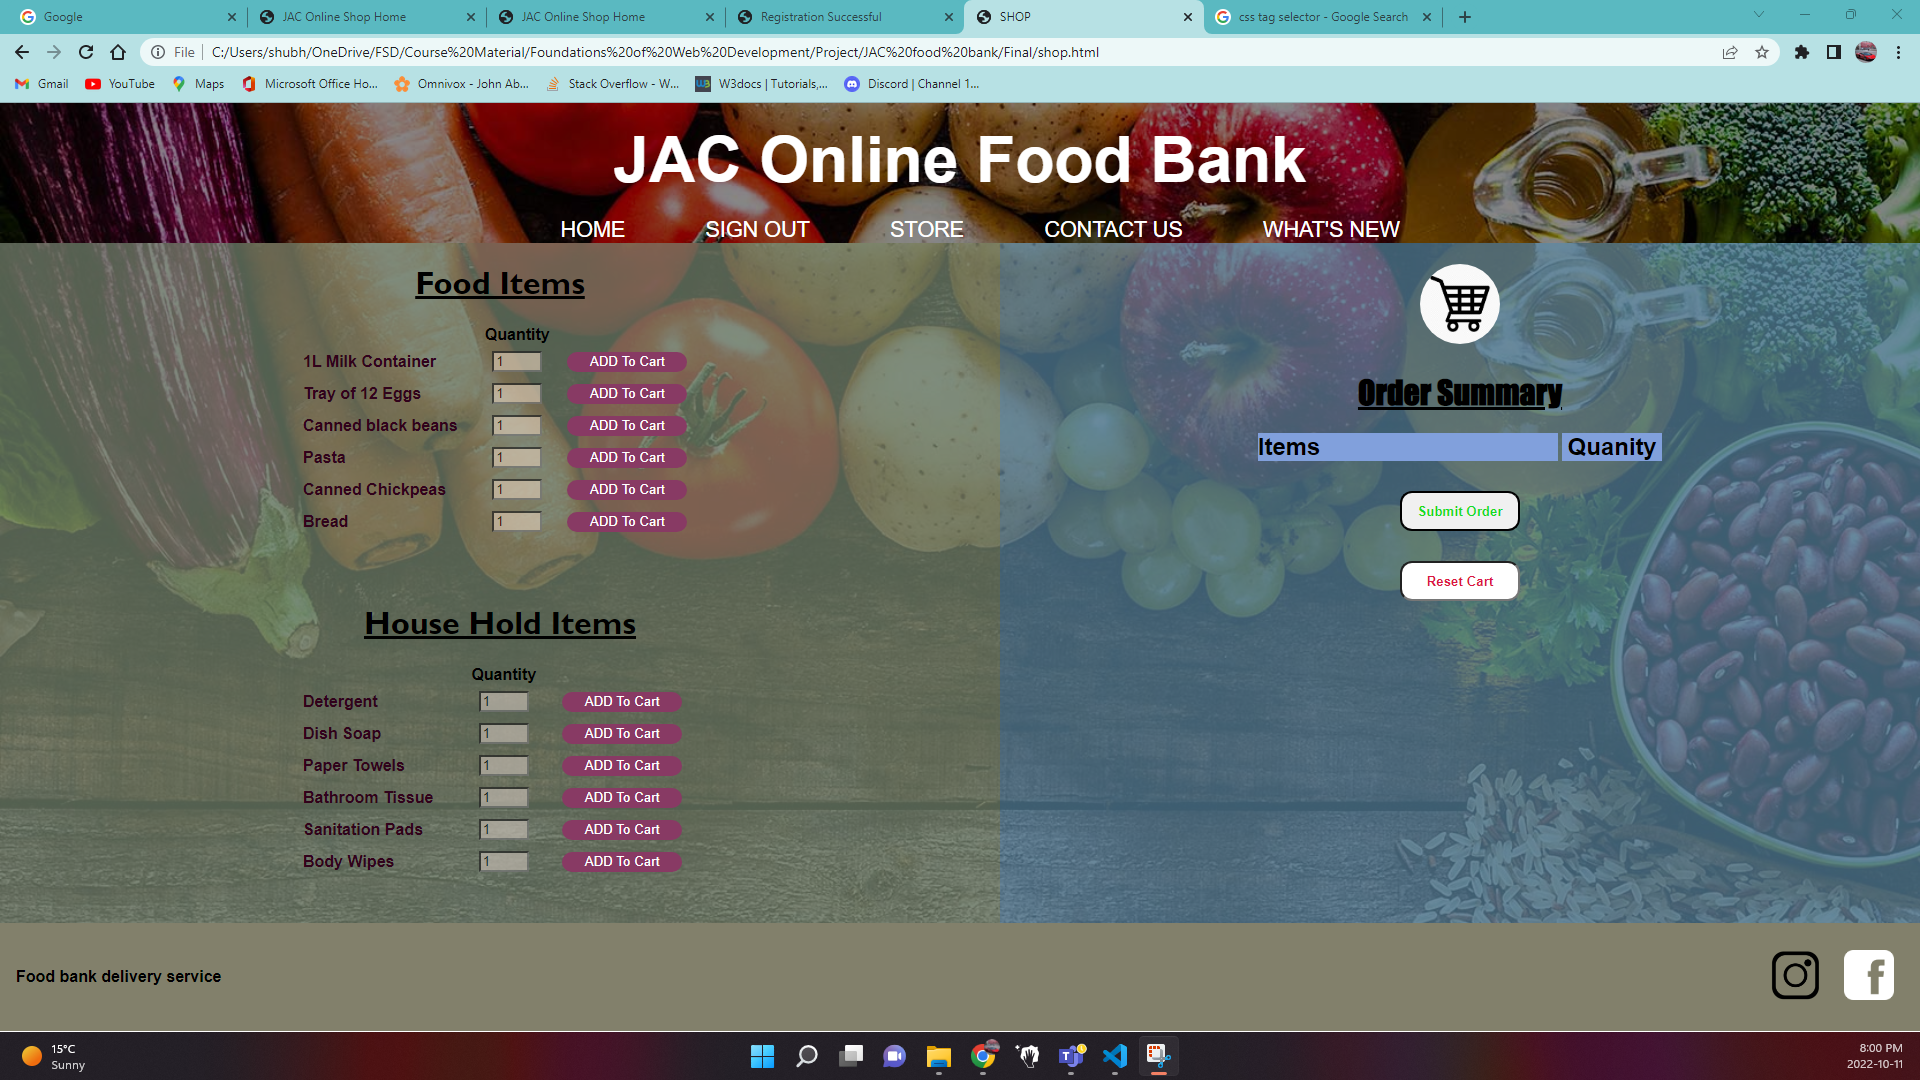 Google
JAC Online Shop Home
JAC Online Shop Home
Registration Successful
SHOP
css tag selector - Google Search
File
C:/Users/shubh/OneDrive/FSD/Course%20Material/Foundations%20of%20Web%20Development/Project/JAC%20food%20bank/Final/shop.html
Gmail
YouTube
Maps
Microsoft Office Ho...
Omnivox - John Ab...
Stack Overflow - W...
W3docs | Tutorials,...
Discord | Channel 1...
JAC Online Food Bank
HOME SIGN OUT STORE CONTACT US WHAT'S NEW
Food Items
Quantity
1L Milk Container 1 ADD To Cart
Tray of 12 Eggs 1 ADD To Cart
Canned black beans 1 ADD To Cart
Pasta 1 ADD To Cart
Canned Chickpeas 1 ADD To Cart
Bread 1 ADD To Cart
House Hold Items
Quantity
Detergent 1 ADD To Cart
Dish Soap 1 ADD To Cart
Paper Towels 1 ADD To Cart
Bathroom Tissue 1 ADD To Cart
Sanitation Pads 1 ADD To Cart
Body Wipes 1 ADD To Cart
Order Summary
Items Quanity
Submit Order
Reset Cart
Food bank delivery service
15°C
Sunny
8:00 PM
2022-10-11